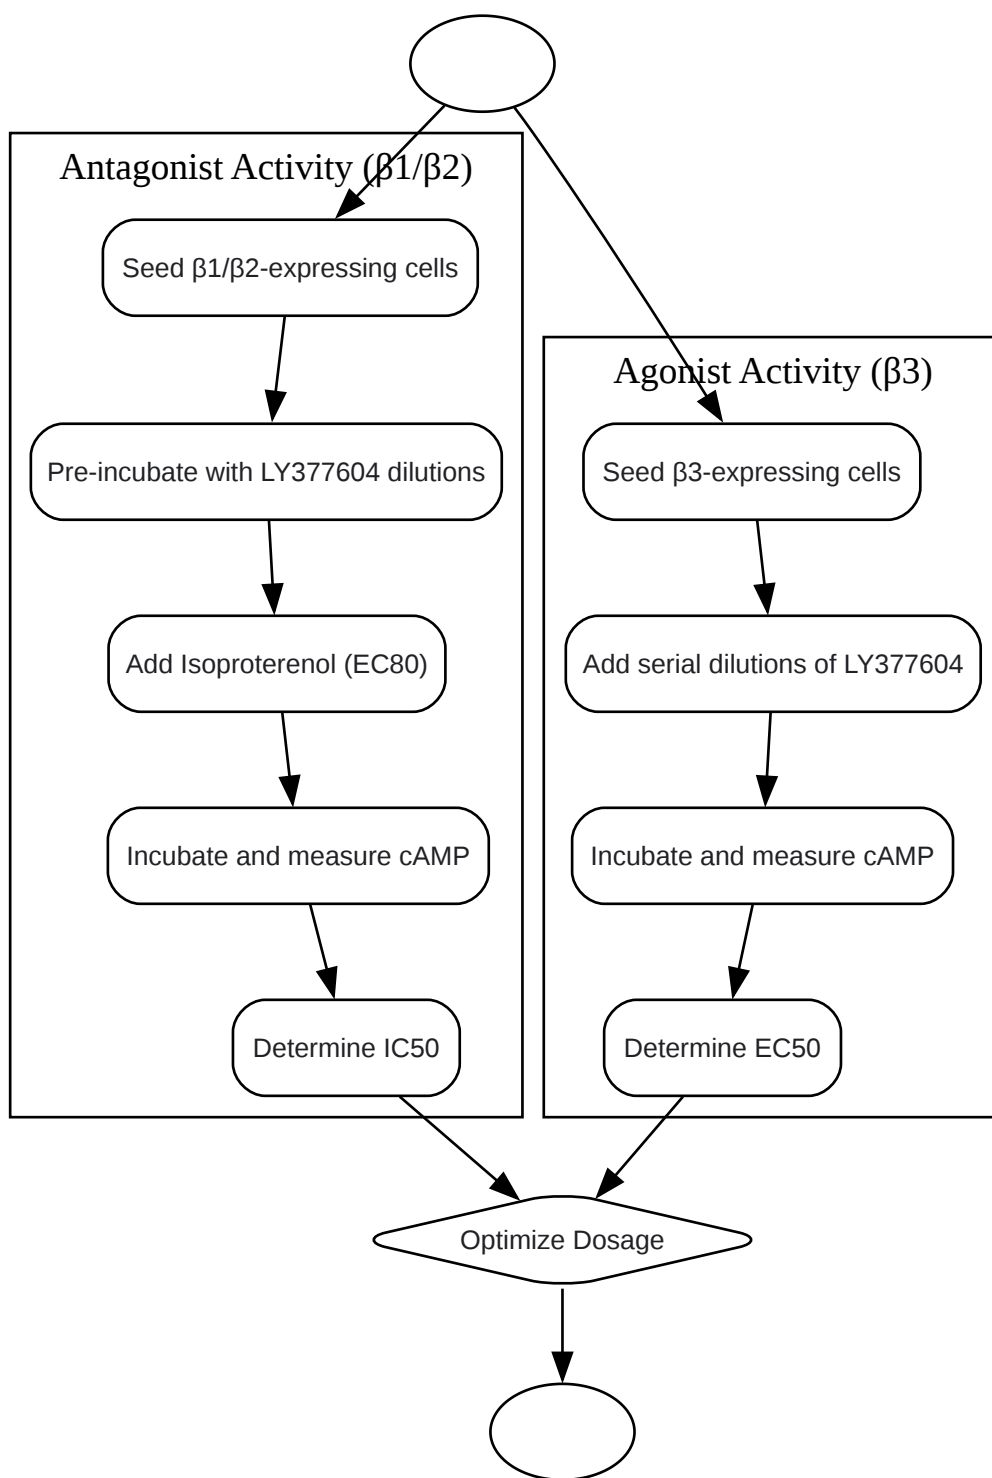 Antagonist Activity (β1/β2)
Seed β1/β2-expressing cells
Pre-incubate with LY377604 dilutions
Add Isoproterenol (EC80)
Incubate and measure cAMP
Determine IC50
Agonist Activity (β3)
Seed β3-expressing cells
Add serial dilutions of LY377604
Incubate and measure cAMP
Determine EC50
Optimize Dosage